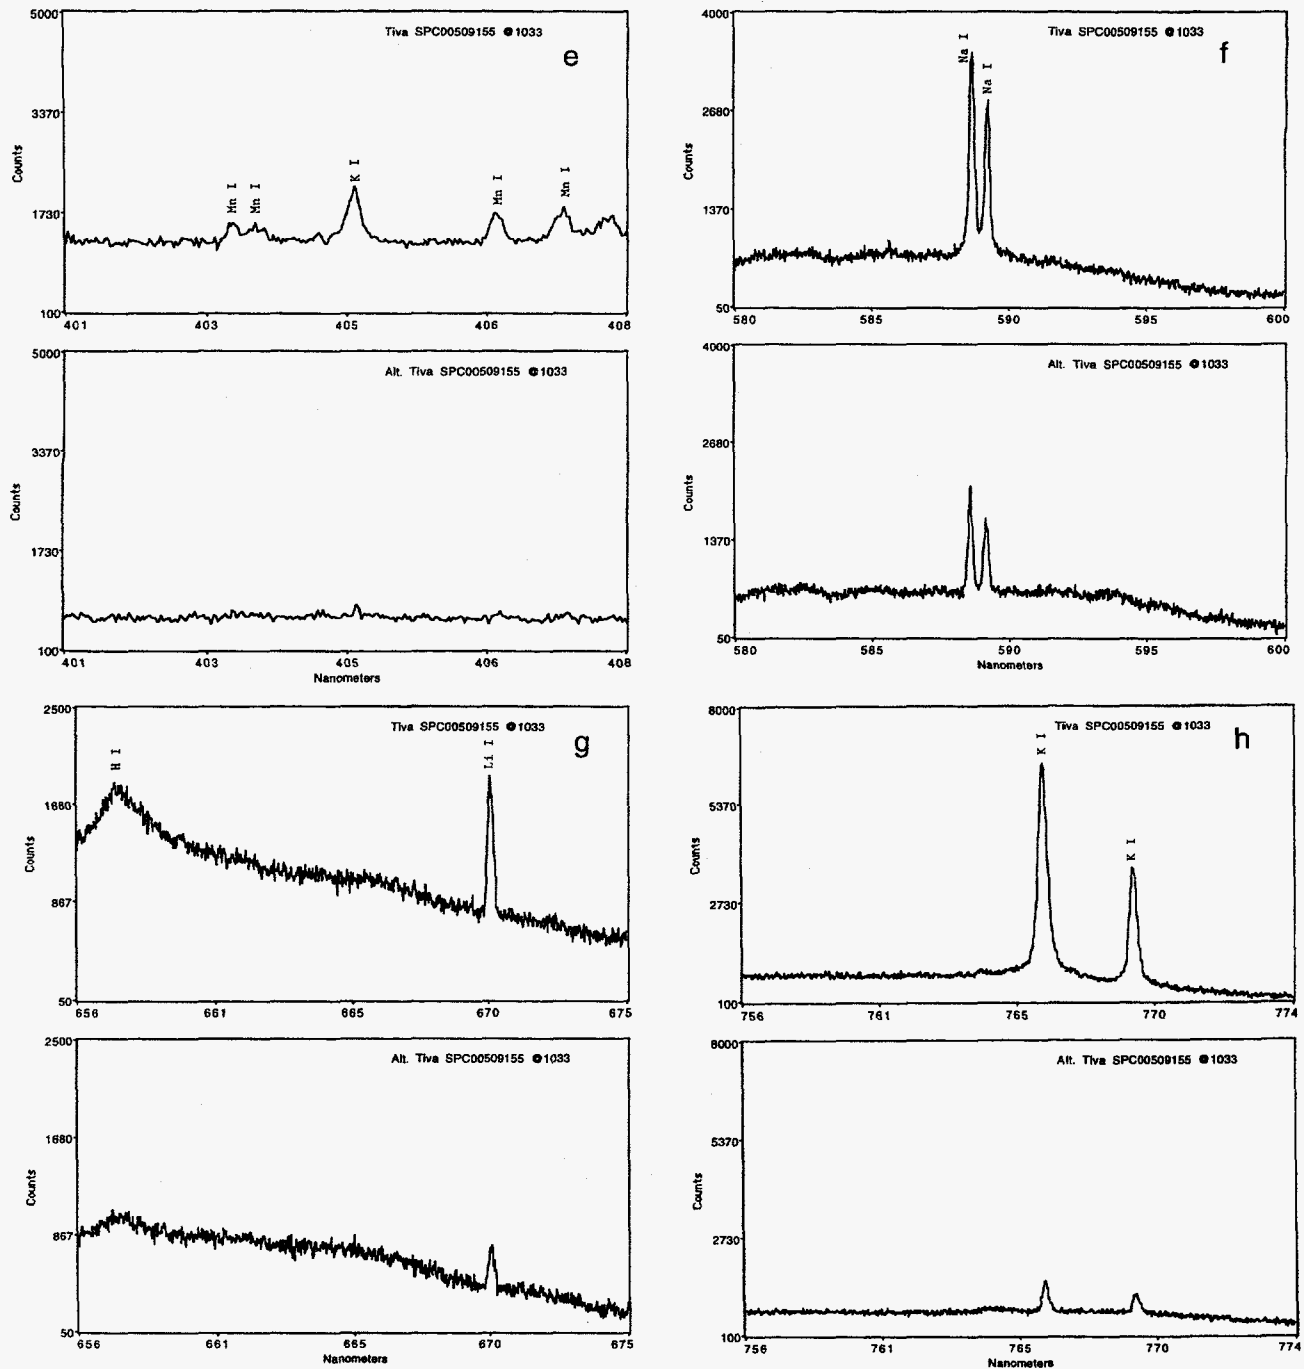 5000
Tiva SPC00509155 @1033
e
3370
Counts
Mn I
Mn I
K I
Mn I
Mn I
1730
100
401 403 405 406 408
4000
Tiva SPC00509155 @1033
f
Na I
Na I
2680
Counts
1370
50
580 585 590 595 600
5000
Alt. Tiva SPC00509155 @1033
3370
Counts
1730
100
401 403 405 406 408
Nanometers
4000
Alt. Tiva SPC00509155 @1033
2680
Counts
1370
50
580 585 590 595 600
Nanometers
2500
Tiva SPC00509155 @1033
g
H I
Li I
1680
Counts
867
50
656 661 665 670 675
8000
Tiva SPC00509155 @1033
h
K I
K I
5370
Counts
2730
100
756 761 765 770 774
2500
Alt. Tiva SPC00509155 @1033
1680
Counts
867
50
656 661 665 670 675
Nanometers
8000
Alt. Tiva SPC00509155 @1033
5370
Counts
2730
100
756 761 765 770 774
Nanometers